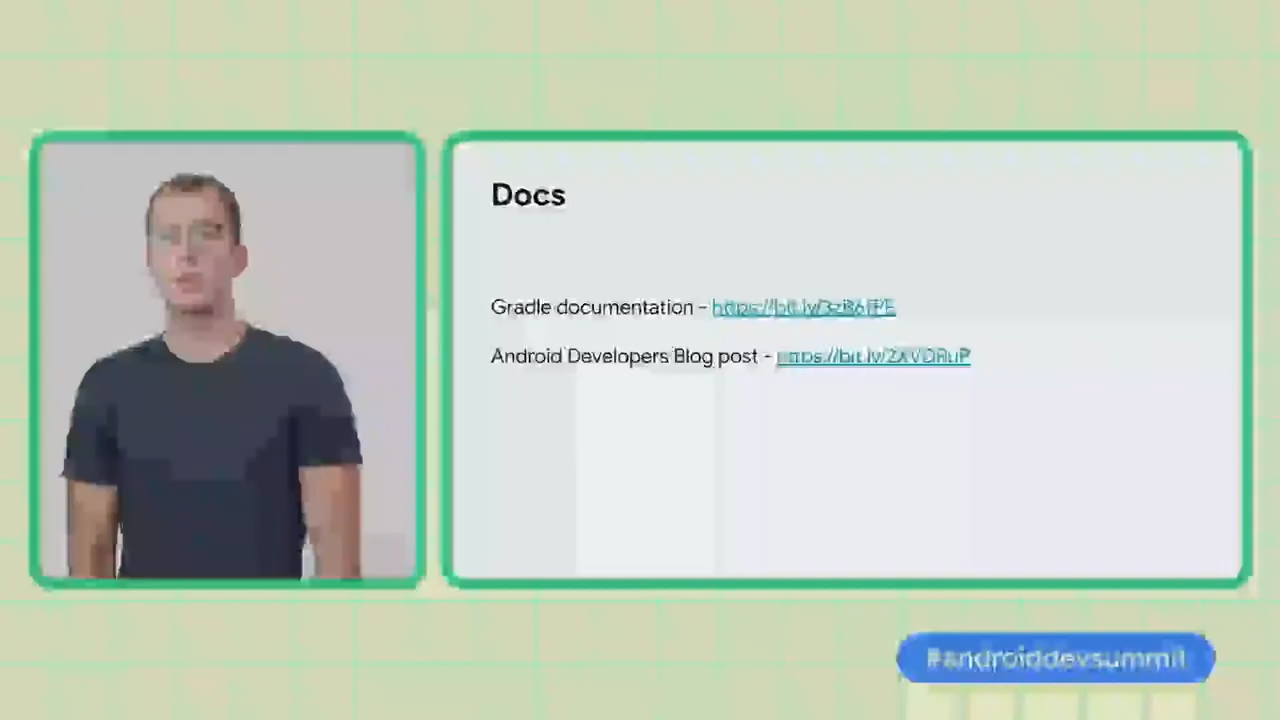 Docs
Gradle documentation -
Android Developers Blog post -
#androiddevsummit